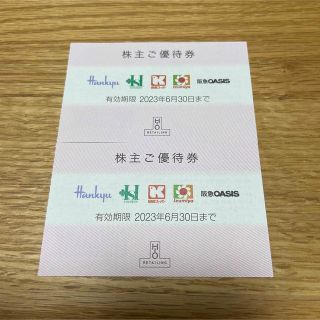 株主ご優待券
Hankyu izumiya 阪急OASIS
有効期限 2023年6月30日まで
H2O
RETAILING
株主ご優待券
Hankyu izumiya 阪急OASIS
有効期限 2023年6月30日まで
H2O
RETAILING